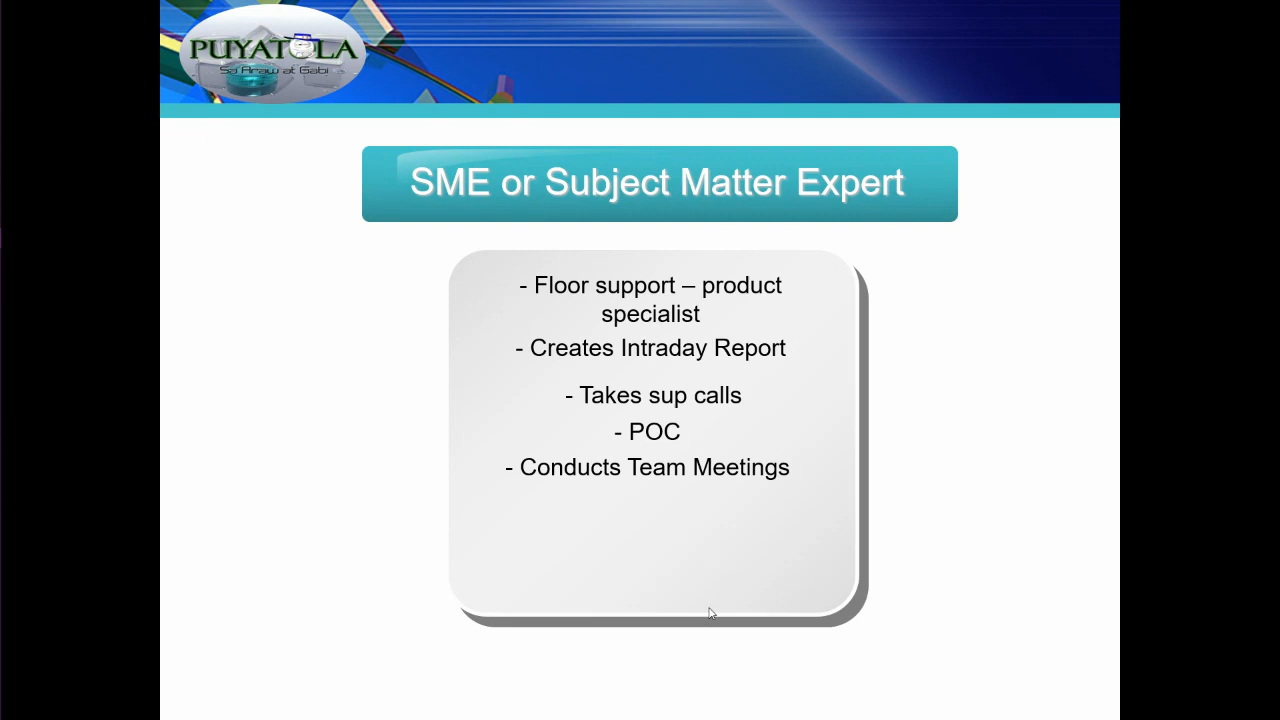 PUYATOLA
Sa Araw at Gabi
SME or Subject Matter Expert
- Floor support – product
specialist
- Creates Intraday Report
- Takes sup calls
- POC
- Conducts Team Meetings